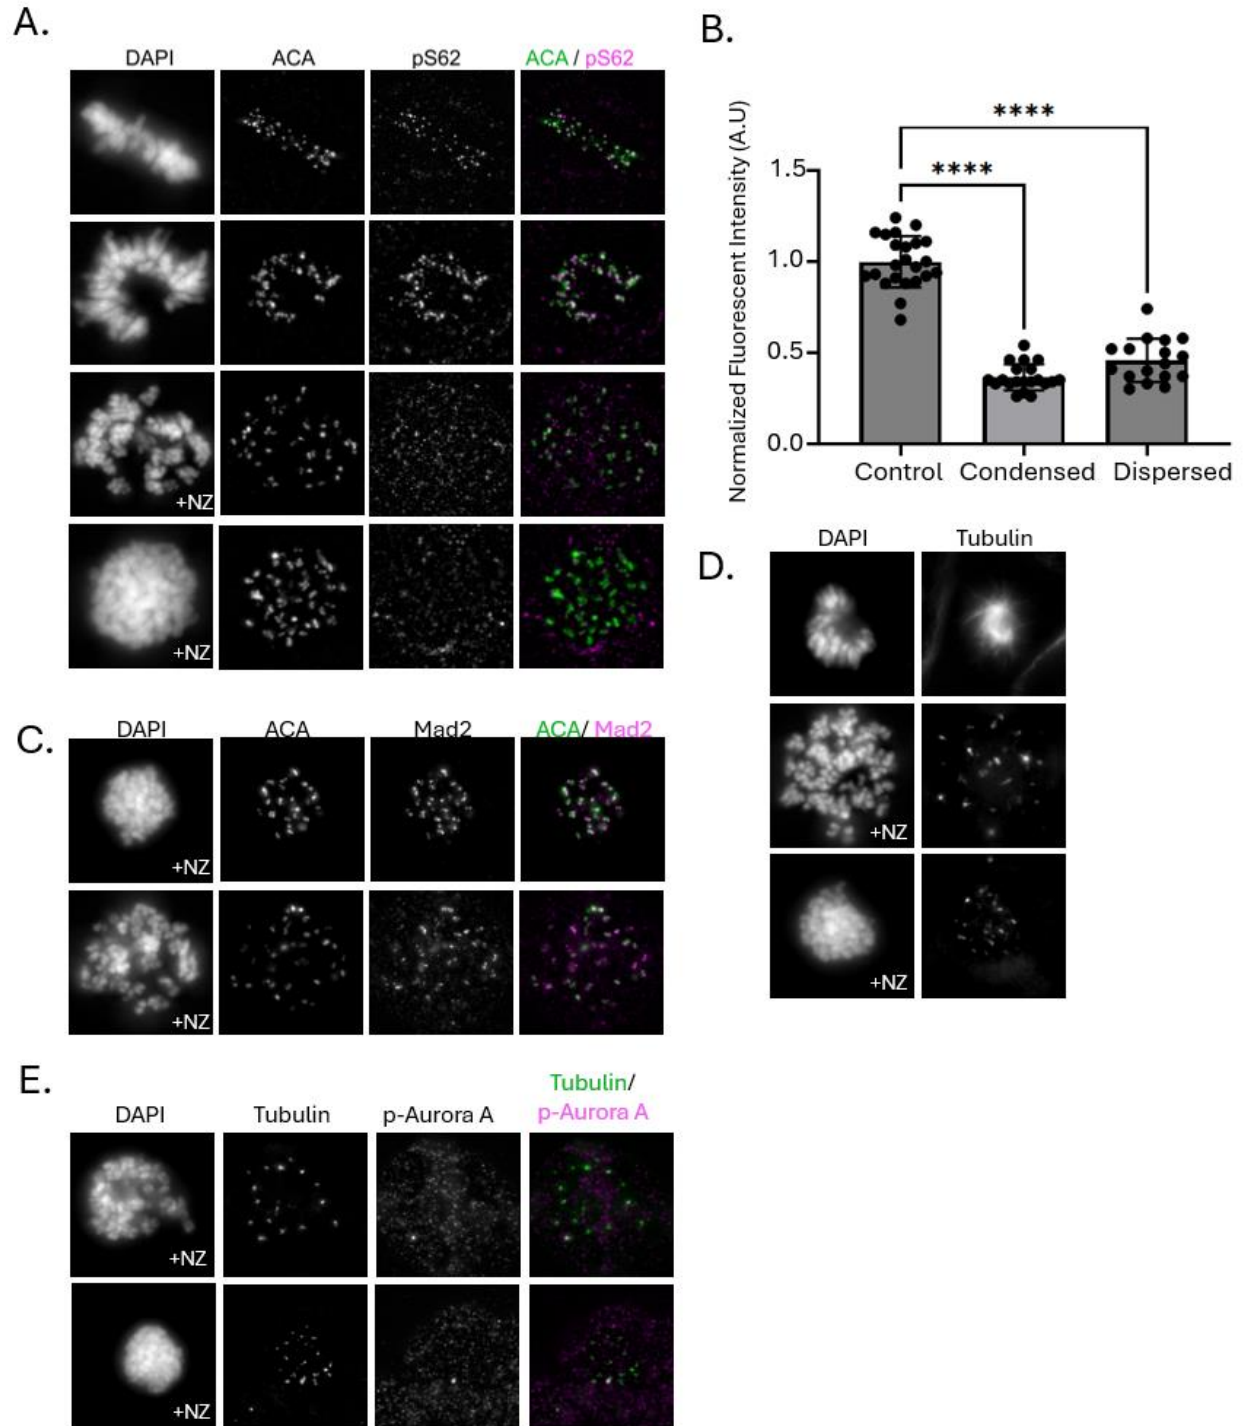 A.
DAPI ACA pS62 ACA / pS62
+NZ
+NZ
B.
Normalized Fluorescent Intensity (A.U)
****
****
1.5
1.0
0.5
0.0
Control Condensed Dispersed
C.
DAPI ACA Mad2 ACA/ Mad2
+NZ
+NZ
D.
DAPI Tubulin
+NZ
+NZ
E.
DAPI Tubulin p-Aurora A Tubulin/
p-Aurora A
+NZ
+NZ